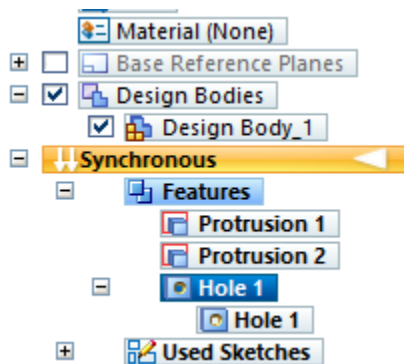 Material (None)
Base Reference Planes
Design Bodies
Design Body_1
Synchronous
Features
Protrusion 1
Protrusion 2
Hole 1
Hole 1
Used Sketches